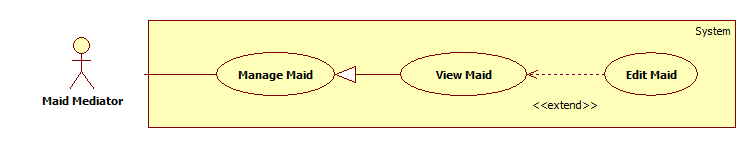 System
Manage Maid
View Maid
Edit Maid
Maid Mediator
<<extend>>